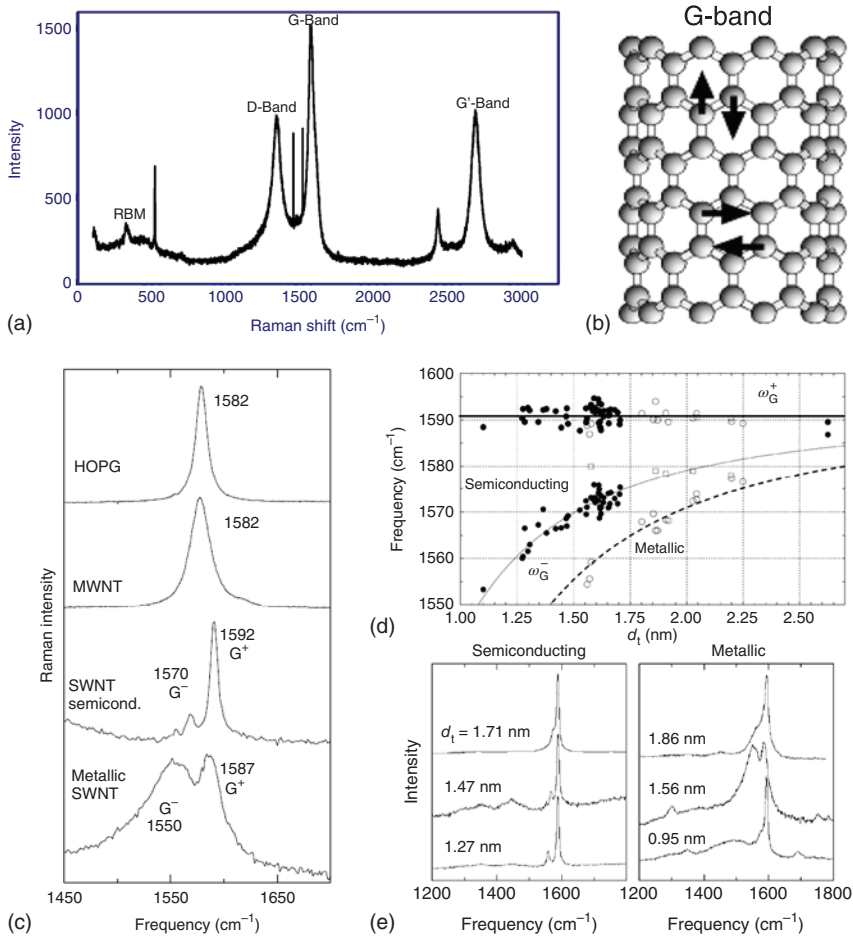 1500
G-Band
1000
D-Band
G'-Band
Intensity
500
RBM
0
0
500
1000
1500
2000
2500
3000
Raman shift (cm−1)
(a)
G-band
(b)
1582
HOPG
1582
MWNT
Raman intensity
1592
G+
1570
G−
SWNT
semicond.
1587
G+
Metallic
SWNT
G−
1550
1450
1550
1650
Frequency (cm−1)
(c)
1600
1590
1580
1570
1560
1550
Frequency (cm−1)
ωG+
Semiconducting
ωG−
Metallic
1.00
1.25
1.50
1.75
2.00
2.25
2.50
dt (nm)
(d)
Semiconducting
Metallic
Intensity
dt = 1.71 nm
1.47 nm
1.27 nm
1.86 nm
1.56 nm
0.95 nm
1200
1400
1600
1800
1200
1400
1600
1800
Frequency (cm−1)
Frequency (cm−1)
(e)